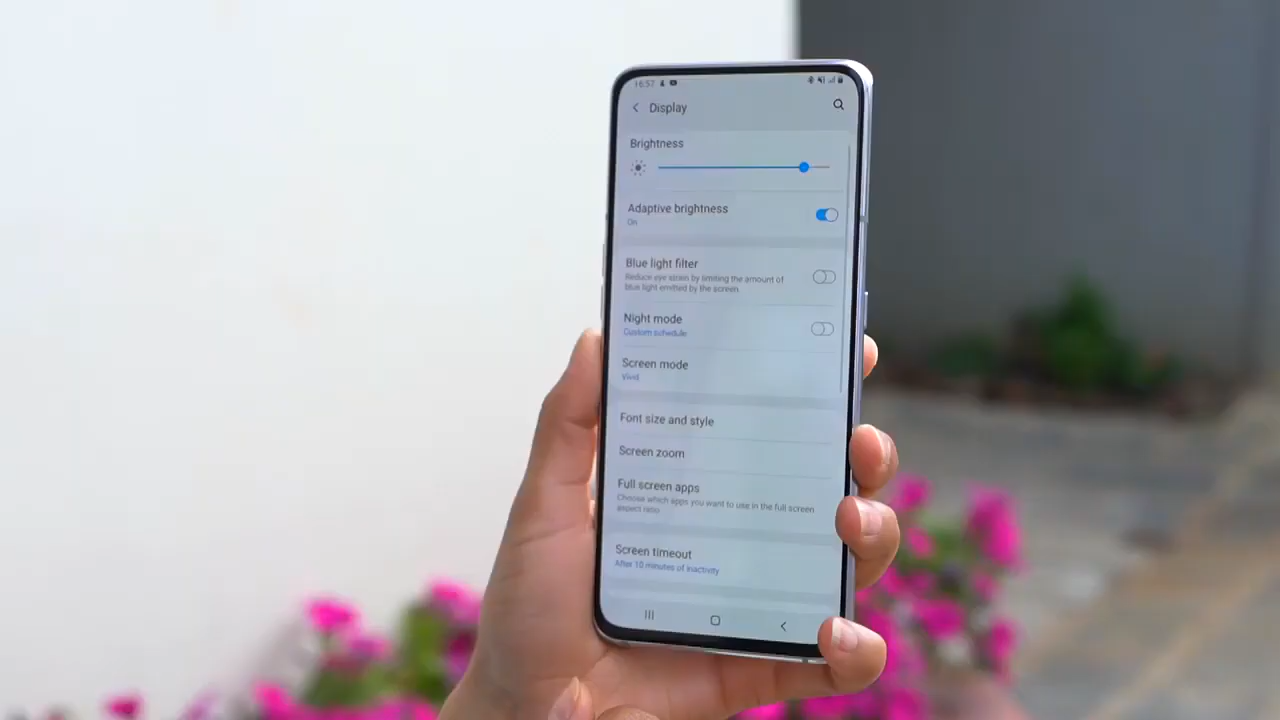 16:57
Display
Brightness
Adaptive brightness
On
Blue light filter
Reduce eye strain by limiting the amount of
blue light emitted by the screen.
Night mode
Custom schedule
Screen mode
Vivid
Font size and style
Screen zoom
Full screen apps
Choose which apps you want to use in the full screen
aspect ratio.
Screen timeout
After 10 minutes of inactivity